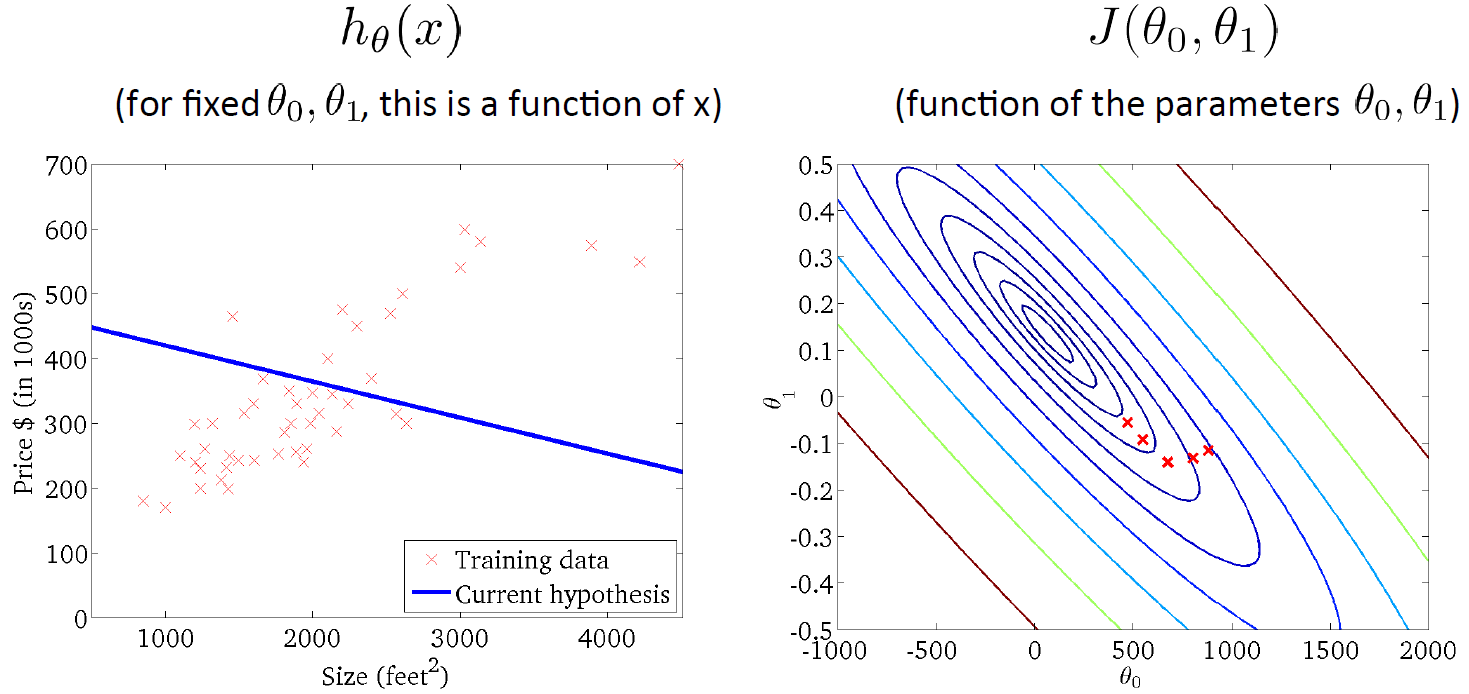 hθ(x)
(for fixed θ0, θ1, this is a function of x)
700
600
500
400
300
200
100
0
Price $ (in 1000s)
1000 2000 3000 4000
Size (feet²)
Training data
Current hypothesis
J(θ0, θ1)
(function of the parameters θ0, θ1)
0.5
0.4
0.3
0.2
0.1
0
-0.1
-0.2
-0.3
-0.4
-0.5
θ1
-1000 -500 0 500 1000 1500 2000
θ0